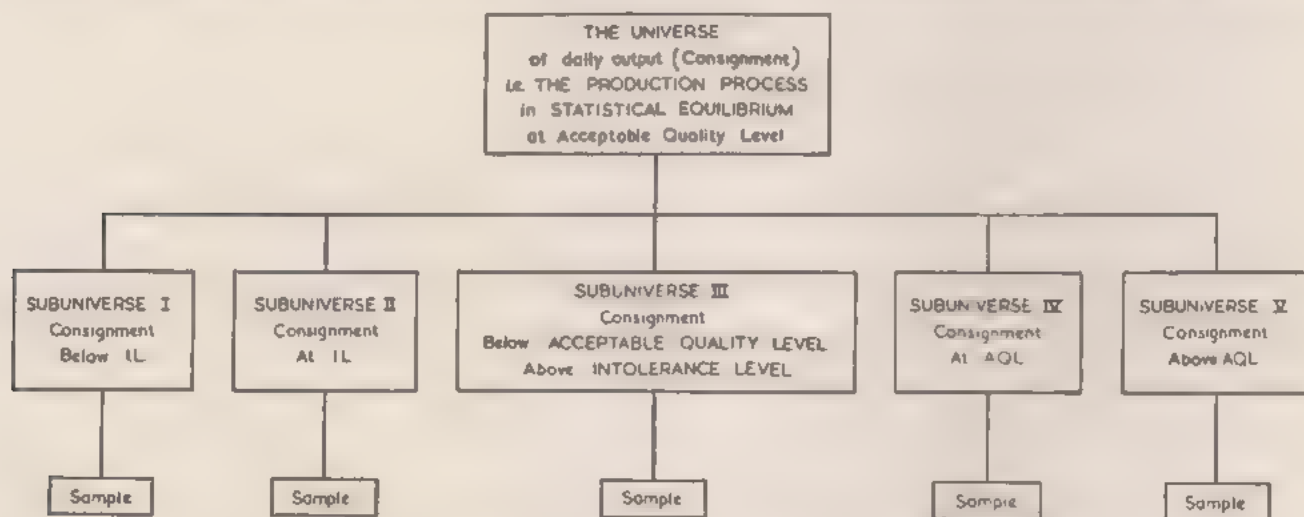 THE UNIVERSE
of daily output (Consignment)
i.e. THE PRODUCTION PROCESS
in STATISTICAL EQUILIBRIUM
at Acceptable Quality Level
SUBUNIVERSE I
Consignment
Below IL
SUBUNIVERSE II
Consignment
At IL
SUBUNIVERSE III
Consignment
Below ACCEPTABLE QUALITY LEVEL
Above INTOLERANCE LEVEL
SUBUNIVERSE IV
Consignment
At AQL
SUBUNIVERSE V
Consignment
Above AQL
Sample
Sample
Sample
Sample
Sample